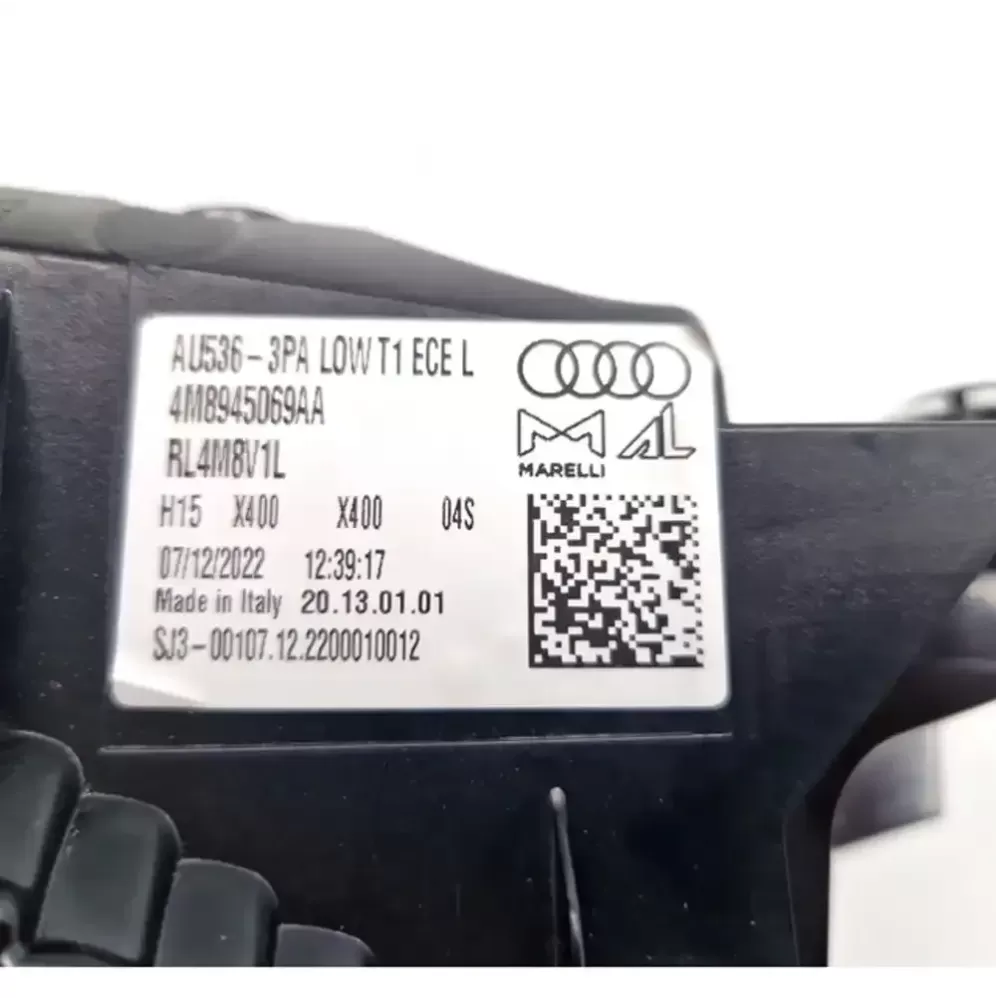 AU536-3PA LOW T1 ECE L
4M8945069AA
RL4M8V1L
MARELLI AL
H15 X400 X400 04S
07/12/2022 12:39:17
Made in Italy 20.13.01.01
SJ3-00107.12.2200010012